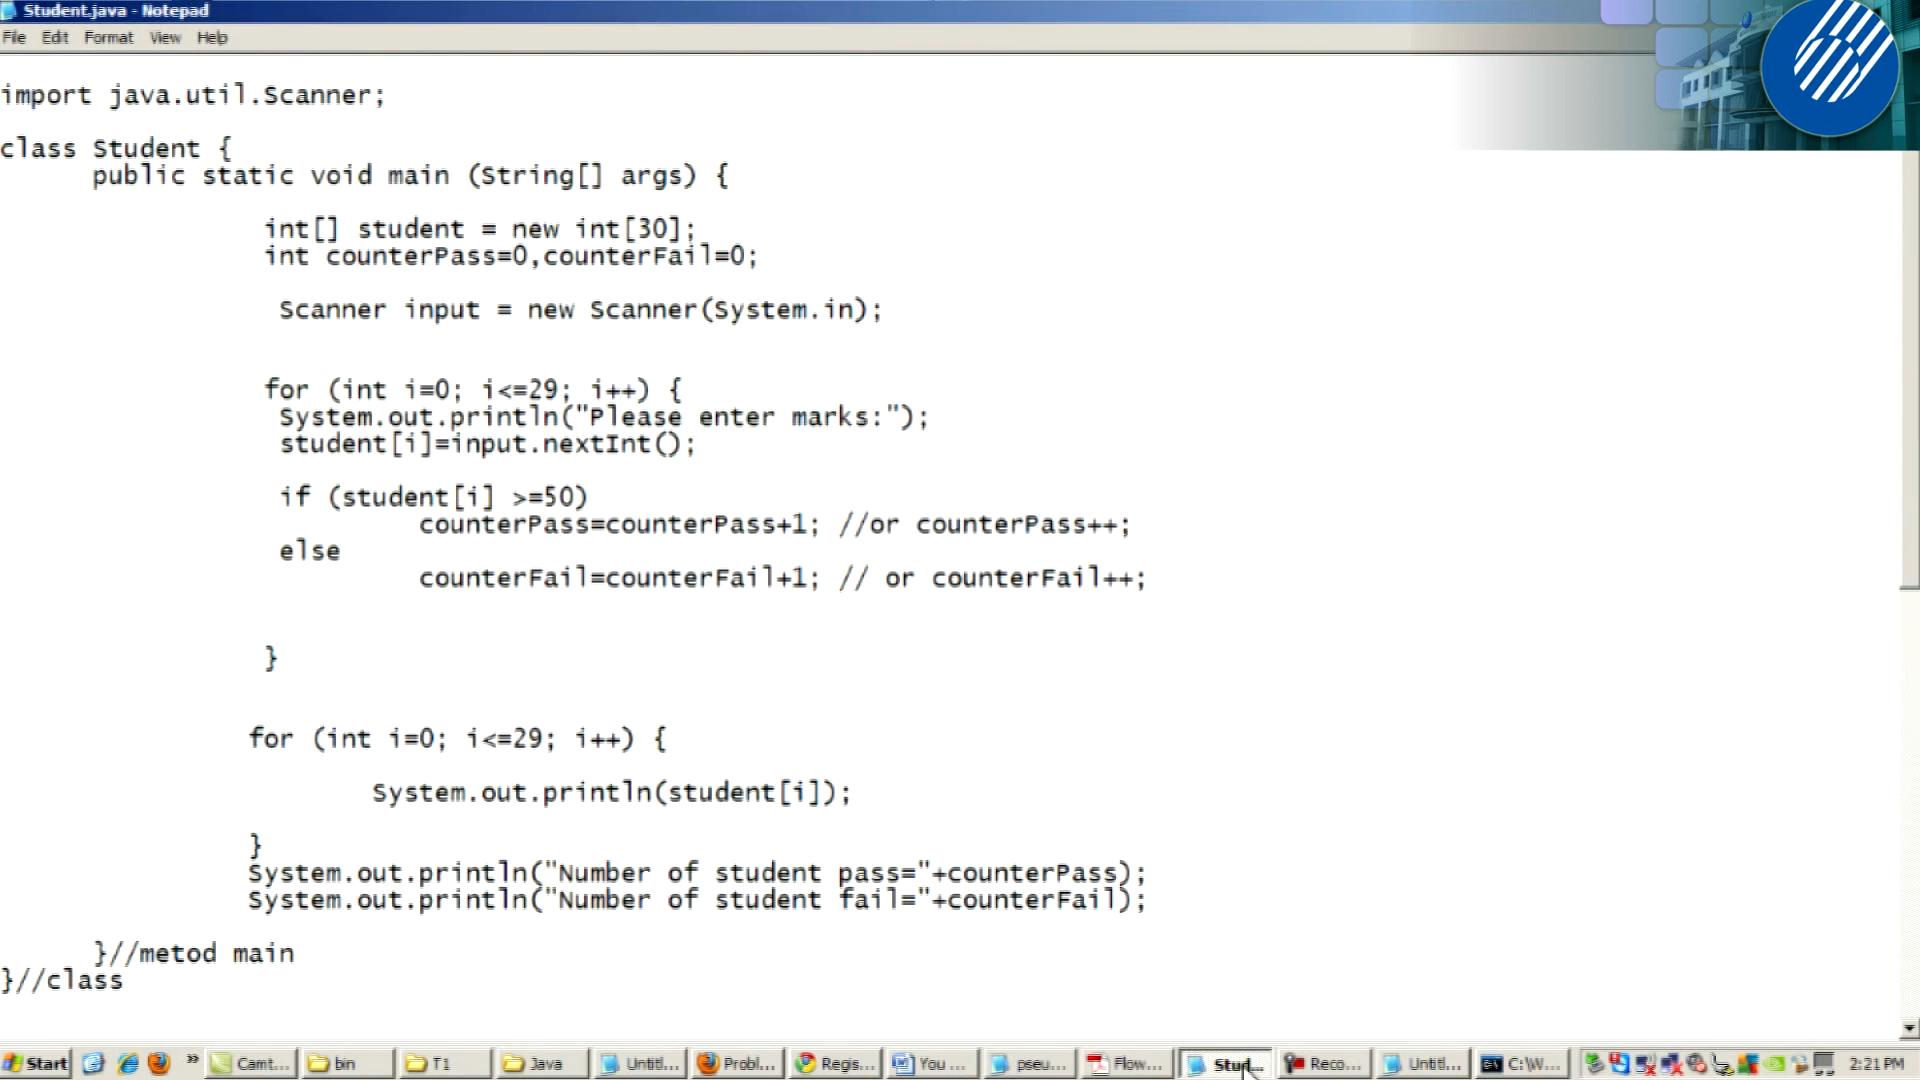 Student.java - Notepad
File Edit Format View Help
import java.util.Scanner;
class Student {
public static void main (String[] args) {
int[] student = new int[30];
int counterPass=0,counterFail=0;
Scanner input = new Scanner(System.in);
for (int i=0; i<=29; i++) {
System.out.println("Please enter marks:");
student[i]=input.nextInt();
if (student[i] >=50)
counterPass=counterPass+1; //or counterPass++;
else
counterFail=counterFail+1; // or counterFail++;
}
for (int i=0; i<=29; i++) {
System.out.println(student[i]);
}
System.out.println("Number of student pass="+counterPass);
System.out.println("Number of student fail="+counterFail);
}//metod main
}//class
Start » Camt... bin T1 Java Untitl... Probl... Regis... You ... pseu... Flow... Stud... Reco... Untitl... C:\W... 2:21 PM